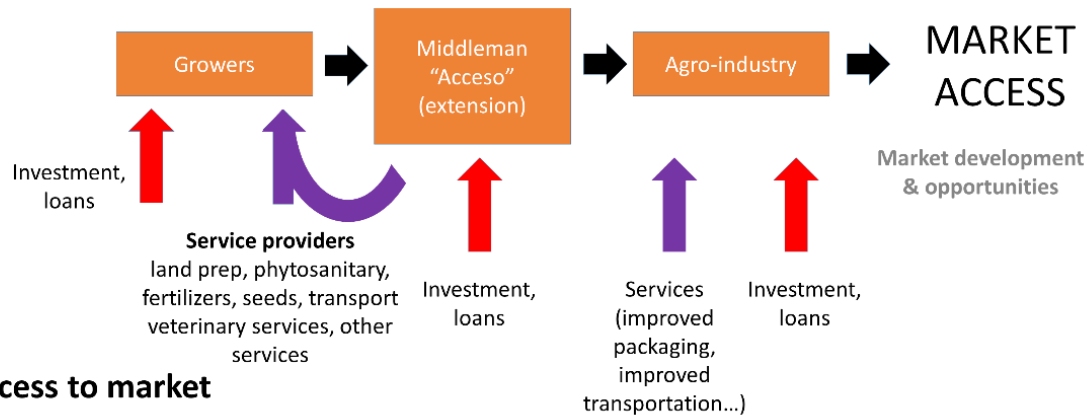 Growers
Middleman
“Acceso”
(extension)
Agro-industry
MARKET
ACCESS
Market development
& opportunities
Investment,
loans
Service providers
land prep, phytosanitary,
fertilizers, seeds, transport
veterinary services, other
services
Investment,
loans
Services
(improved
packaging,
improved
transportation…)
Investment,
loans
cess to market